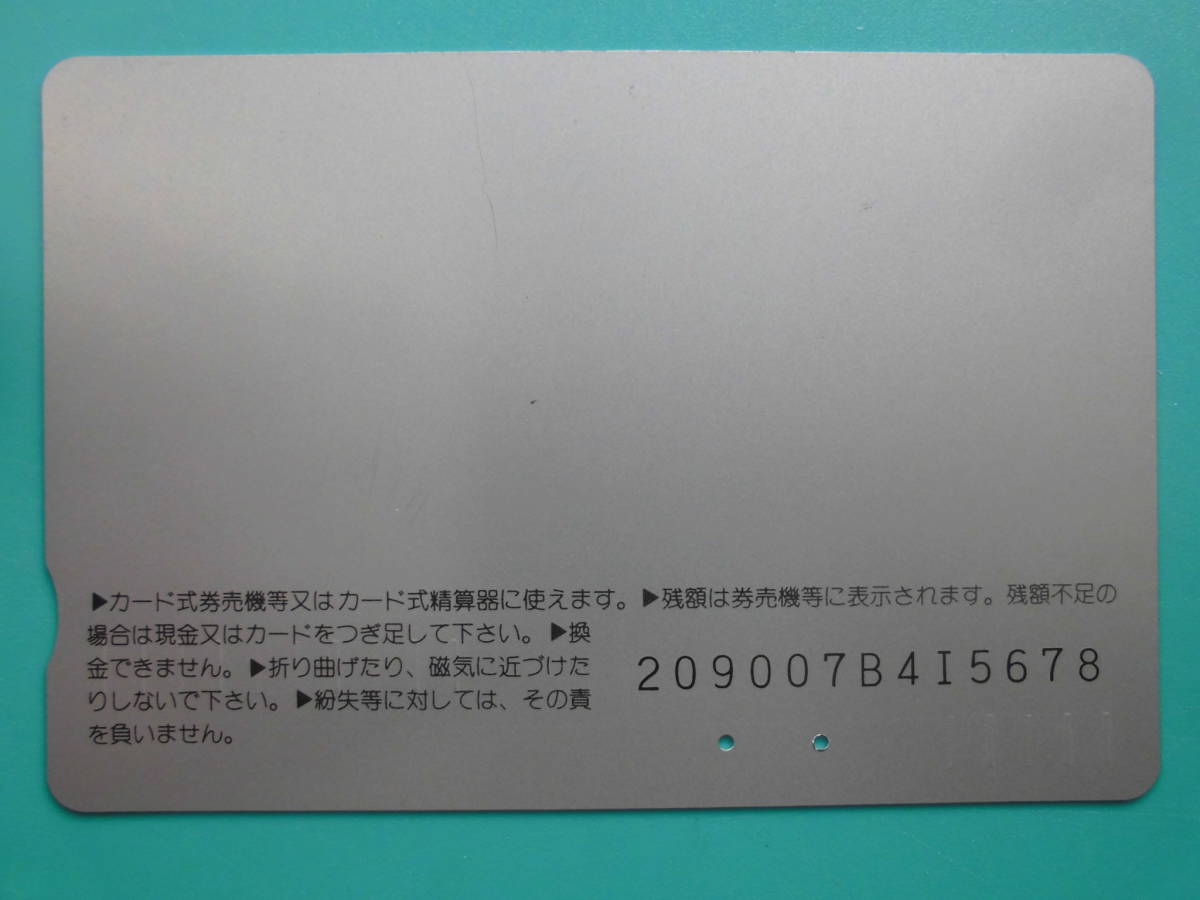 ▶カード式券売機等又はカード式精算器に使えます。▶残額は券売機等に表示されます。残額不足の
場合は現金又はカードをつぎ足して下さい。▶換
金できません。▶折り曲げたり、磁気に近づけた
りしないで下さい。▶紛失等に対しては、その責
を負いません。
209007B4I5678